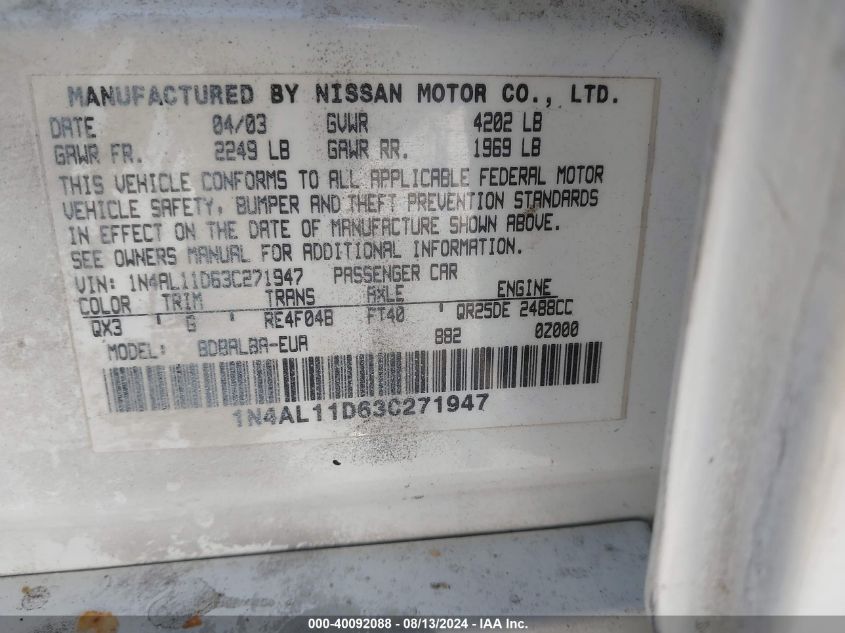 MANUFACTURED BY NISSAN MOTOR CO., LTD.
DATE 04/03 GVWR 4202 LB
GAWR FR. 2249 LB GAWR RR. 1969 LB
THIS VEHICLE CONFORMS TO ALL APPLICABLE FEDERAL MOTOR
VEHICLE SAFETY, BUMPER AND THEFT PREVENTION STANDARDS
IN EFFECT ON THE DATE OF MANUFACTURE SHOWN ABOVE.
SEE OWNERS MANUAL FOR ADDITIONAL INFORMATION.
VIN: 1N4AL11D63C271947 PASSENGER CAR
COLOR TRIM TRANS AXLE ENGINE
QX3 ' G ' RE4F04B FT40 ' QR25DE 2488CC
882 0Z000
MODEL: BDBALBA-EUA
1N4AL11D63C271947
000-40092088 - 08/13/2024 - IAA Inc.